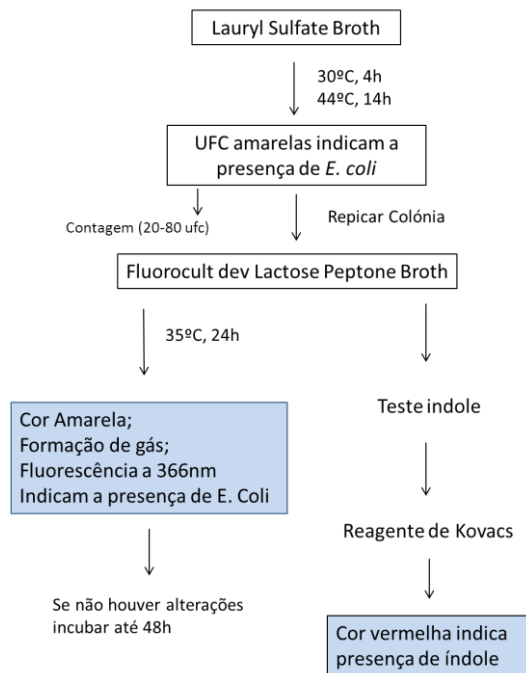 Lauryl Sulfate Broth
30ºC, 4h
44ºC, 14h
UFC amarelas indicam a
presença de E. coli
Contagem (20-80 ufc)
Repicar Colónia
Fluorocult dev Lactose Peptone Broth
35ºC, 24h
Cor Amarela;
Formação de gás;
Fluorescência a 366nm
Indicam a presença de E. Coli
Se não houver alterações
incubar até 48h
Teste indole
Reagente de Kovacs
Cor vermelha indica
presença de índole